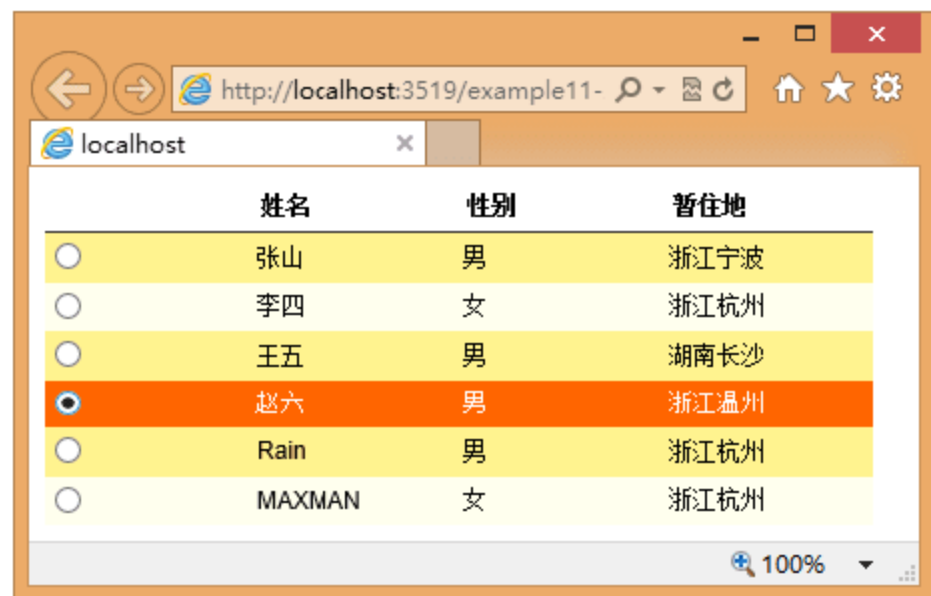 http://localhost:3519/example11-
localhost
姓名 性别 暂住地
张山 男 浙江宁波
李四 女 浙江杭州
王五 男 湖南长沙
赵六 男 浙江温州
Rain 男 浙江杭州
MAXMAN 女 浙江杭州
100%